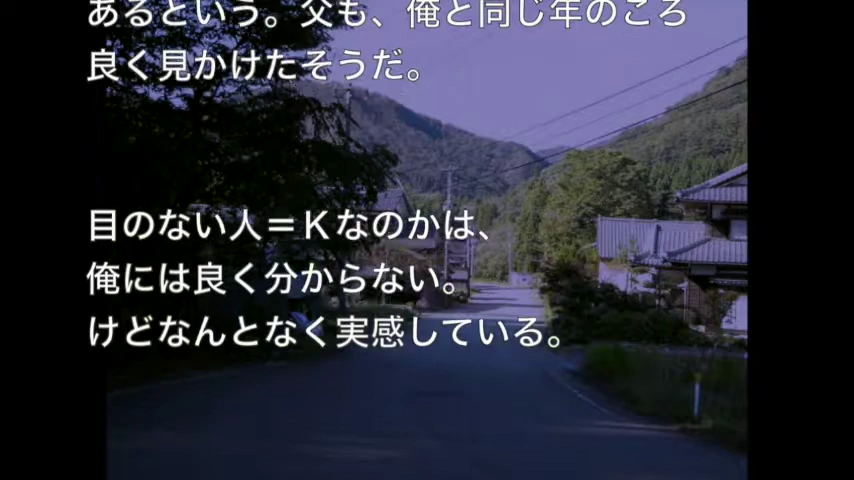 あるという。父も、俺と同じ年のころ
良く見かけたそうだ。
目のない人＝Ｋなのかは、
俺には良く分からない。
けどなんとなく実感している。